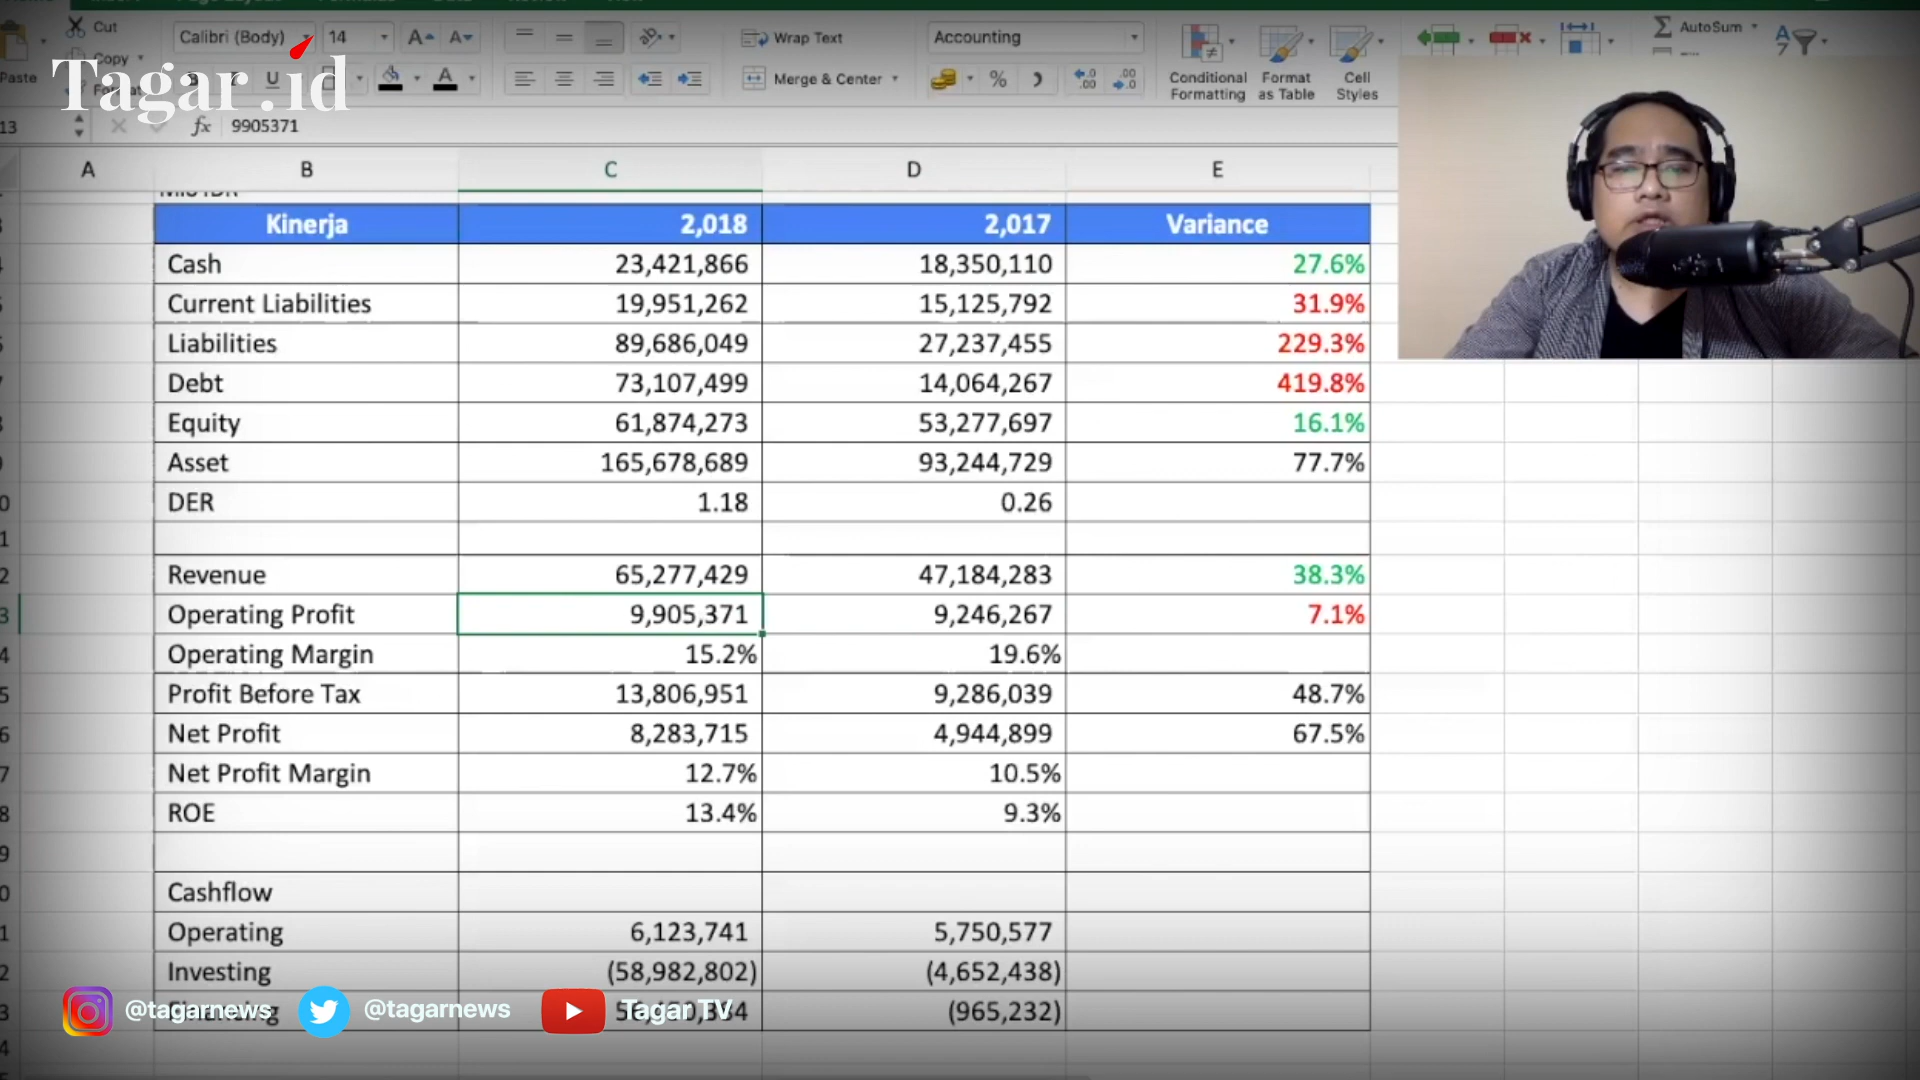 Cut
Calibri (Body)
14
Wrap Text
Accounting
AutoSum
Copy
Paste
Merge & Center
Conditional Formatting
Format as Table
Cell Styles
Tagar.id
13
fx 9905371
A B C D E
Kinerja 2,018 2,017 Variance
Cash 23,421,866 18,350,110 27.6%
Current Liabilities 19,951,262 15,125,792 31.9%
Liabilities 89,686,049 27,237,455 229.3%
Debt 73,107,499 14,064,267 419.8%
Equity 61,874,273 53,277,697 16.1%
Asset 165,678,689 93,244,729 77.7%
DER 1.18 0.26
Revenue 65,277,429 47,184,283 38.3%
Operating Profit 9,905,371 9,246,267 7.1%
Operating Margin 15.2% 19.6%
Profit Before Tax 13,806,951 9,286,039 48.7%
Net Profit 8,283,715 4,944,899 67.5%
Net Profit Margin 12.7% 10.5%
ROE 13.4% 9.3%
Cashflow
Operating 6,123,741 5,750,577
Investing (58,982,802) (4,652,438)
Financing (965,232)
@tagarnews @tagarnews Tagar TV